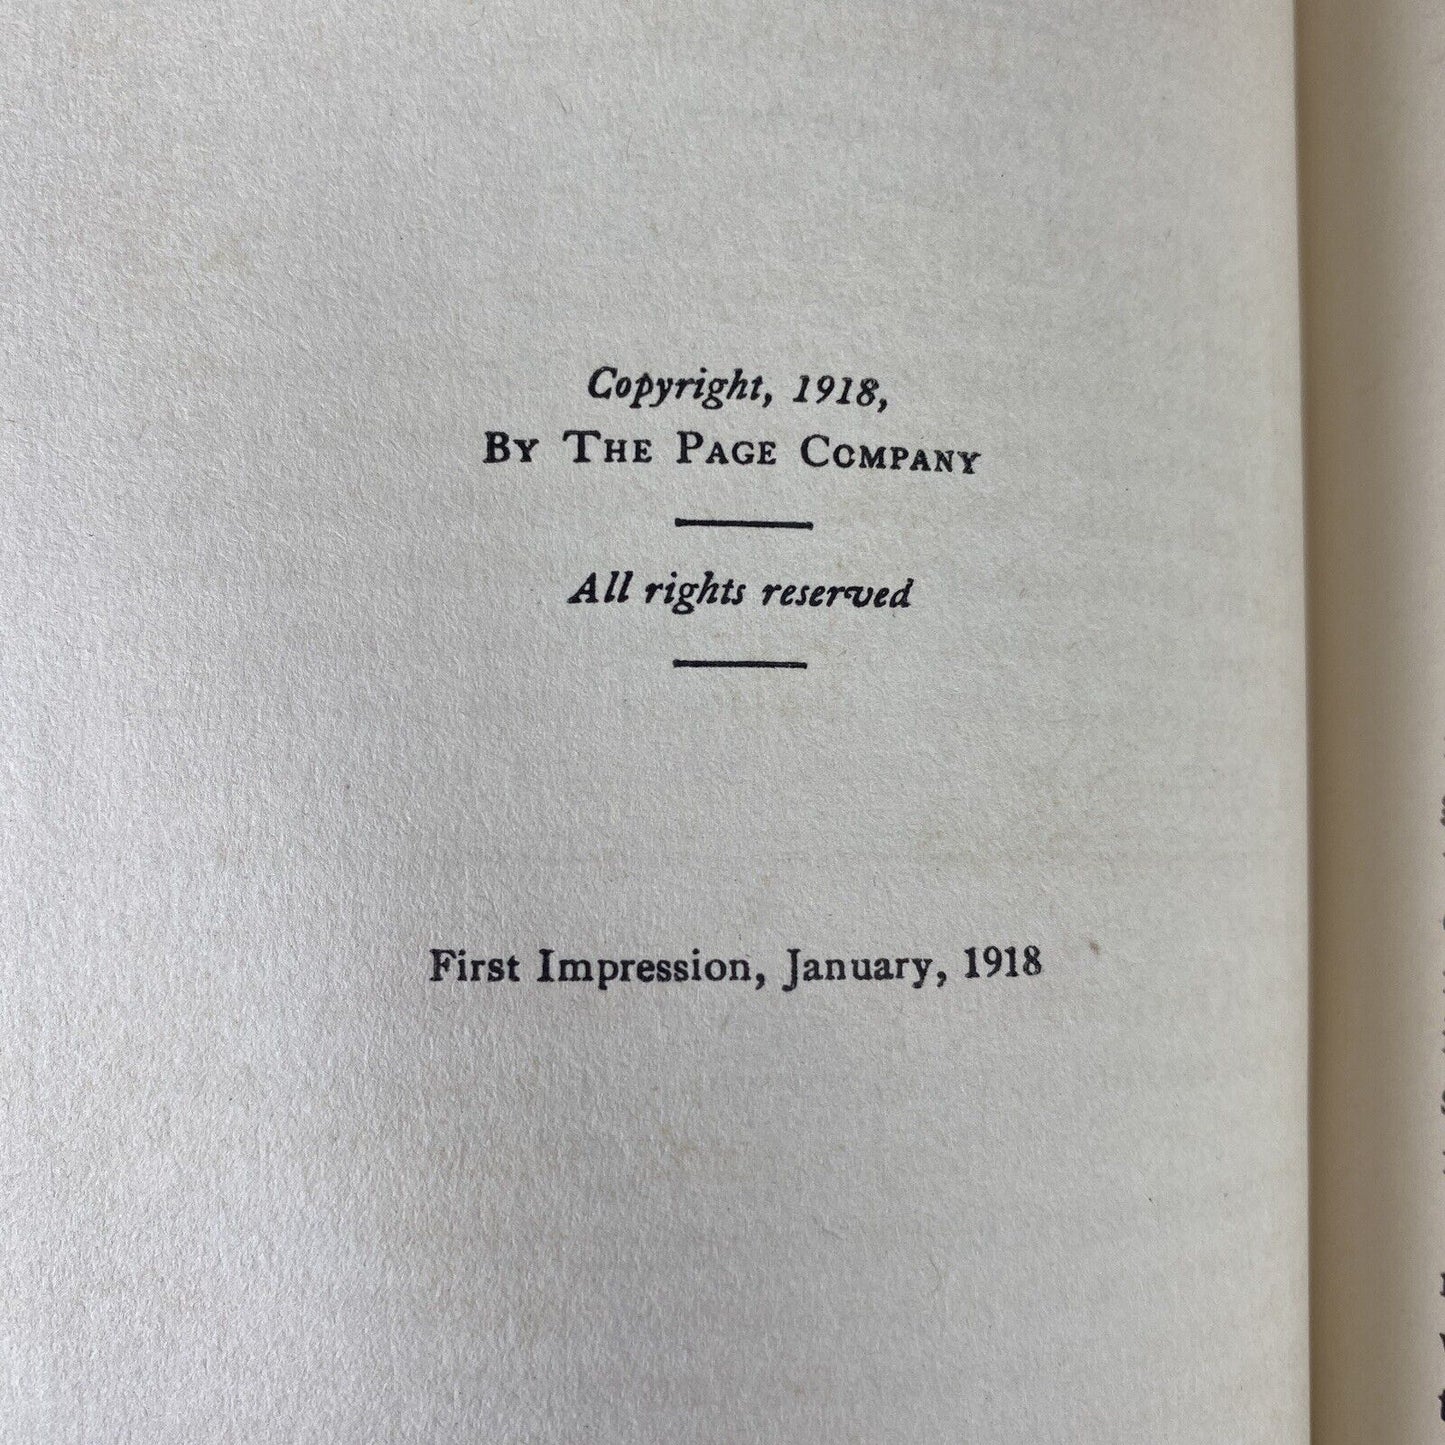 Copyright, 1918,
By The Page Company
All rights reserved
First Impression, January, 1918